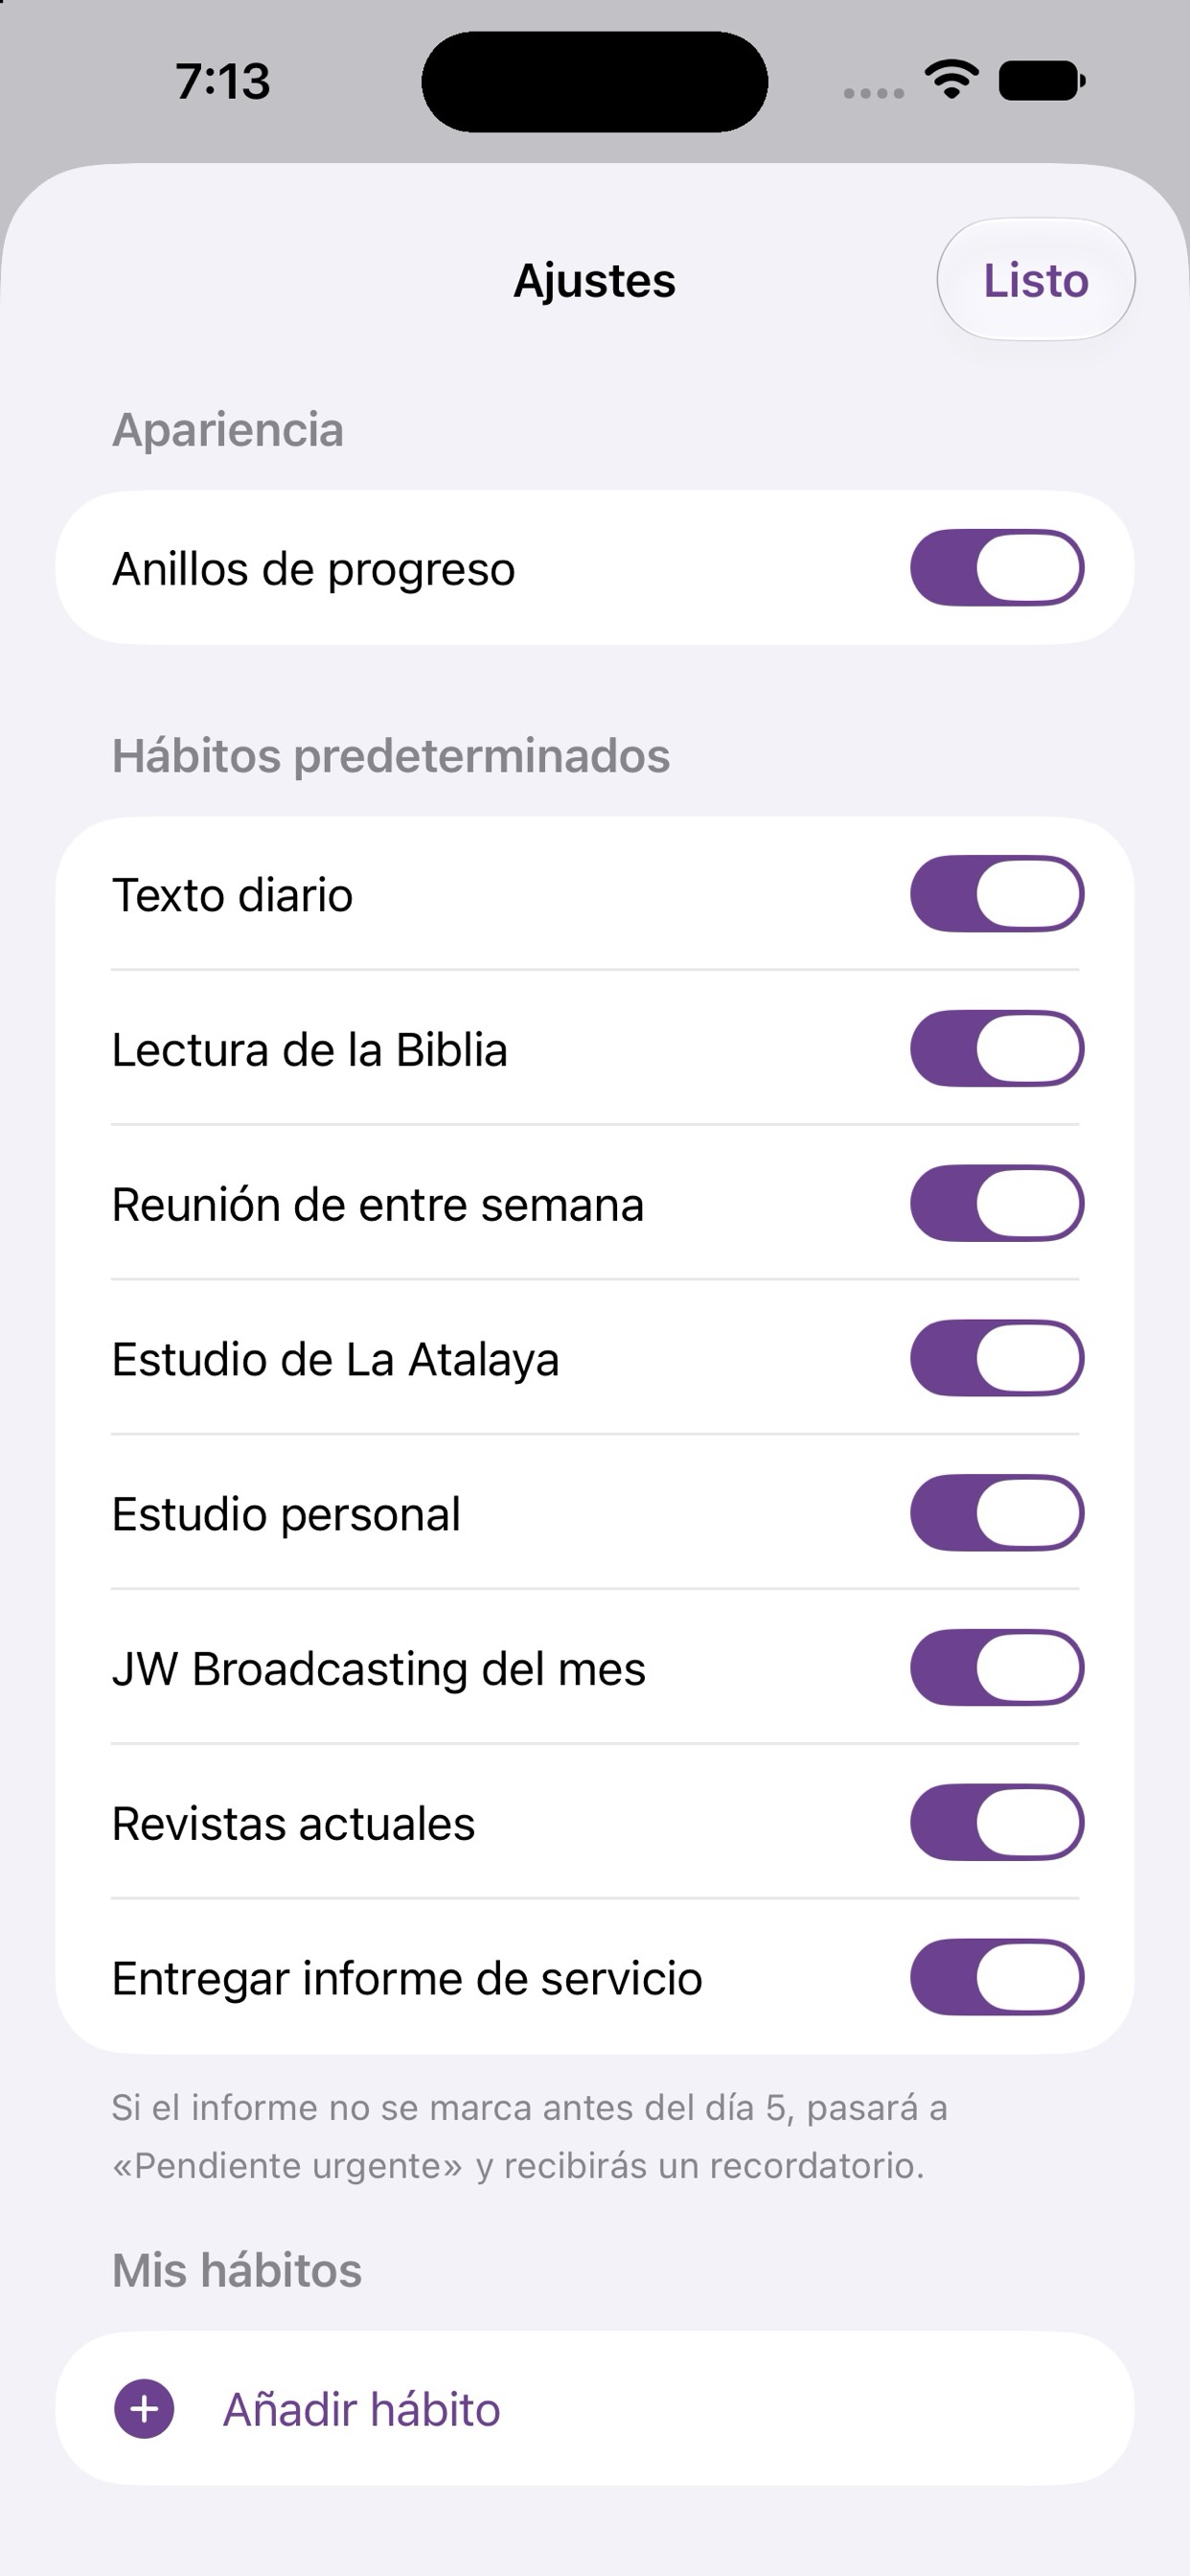 7:13
Ajustes
Listo
Apariencia
Anillos de progreso
Hábitos predeterminados
Texto diario
Lectura de la Biblia
Reunión de entre semana
Estudio de La Atalaya
Estudio personal
JW Broadcasting del mes
Revistas actuales
Entregar informe de servicio
Si el informe no se marca antes del día 5, pasará a
«Pendiente urgente» y recibirás un recordatorio.
Mis hábitos
Añadir hábito